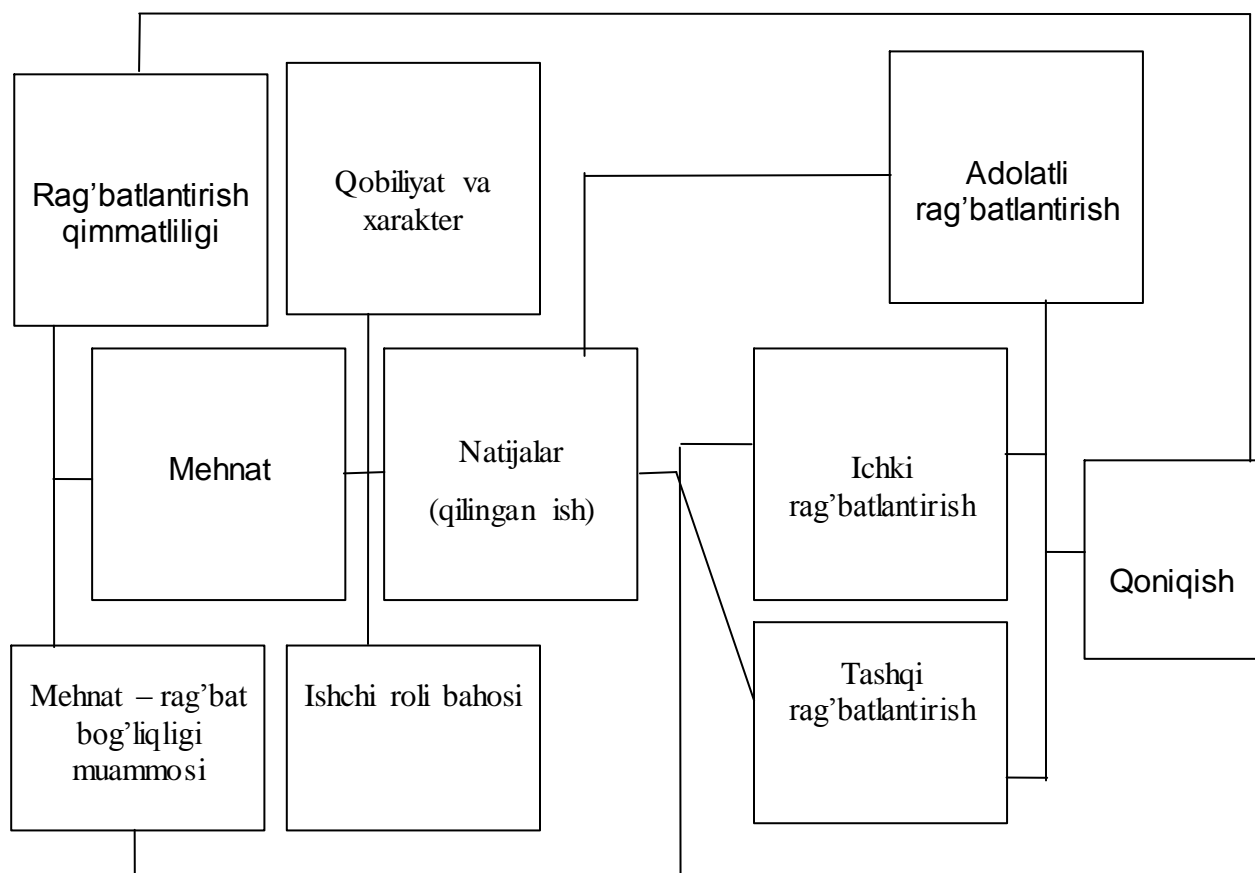 Rag’batlantirish
qimmatliligi
Qobiliyat va
xarakter
Adolatli
rag’batlantirish
Mehnat
Natijalar
(qilingan ish)
Ichki
rag’batlantirish
Qoniqish
Mehnat – rag’bat
bog’liqligi
muammosi
Ishchi roli bahosi
Tashqi
rag’batlantirish